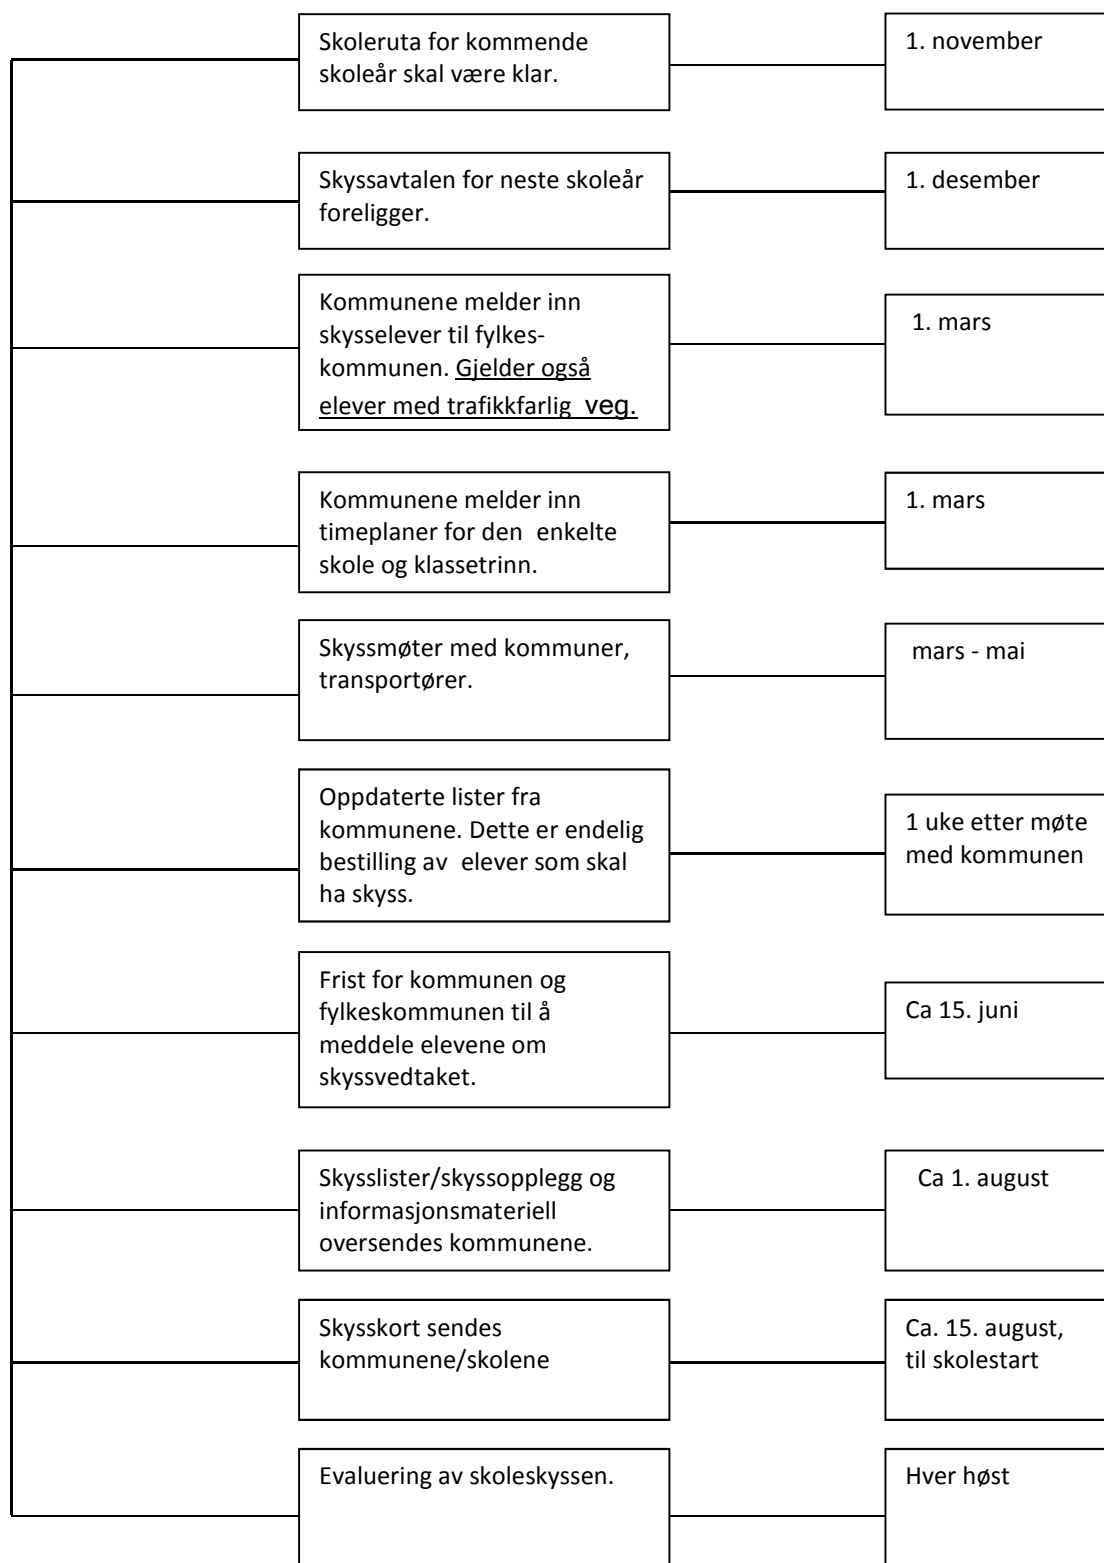 Skoleruta for kommende
skoleår skal være klar.
1. november
Skyssavtalen for neste skoleår
foreligger.
1. desember
Kommunene melder inn
skysselever til fylkes-
kommunen. Gjelder også
elever med trafikkfarlig veg.
1. mars
Kommunene melder inn
timeplaner for den enkelte
skole og klassetrinn.
1. mars
Skyssmøter med kommuner,
transportører.
mars - mai
Oppdaterte lister fra
kommunene. Dette er endelig
bestilling av elever som skal
ha skyss.
1 uke etter møte
med kommunen
Frist for kommunen og
fylkeskommunen til å
meddele elevene om
skyssvedtaket.
Ca 15. juni
Skysslister/skyssopplegg og
informasjonsmateriell
oversendes kommunene.
Ca 1. august
Skysskort sendes
kommunene/skolene
Ca. 15. august,
til skolestart
Evaluering av skoleskyssen.
Hver høst